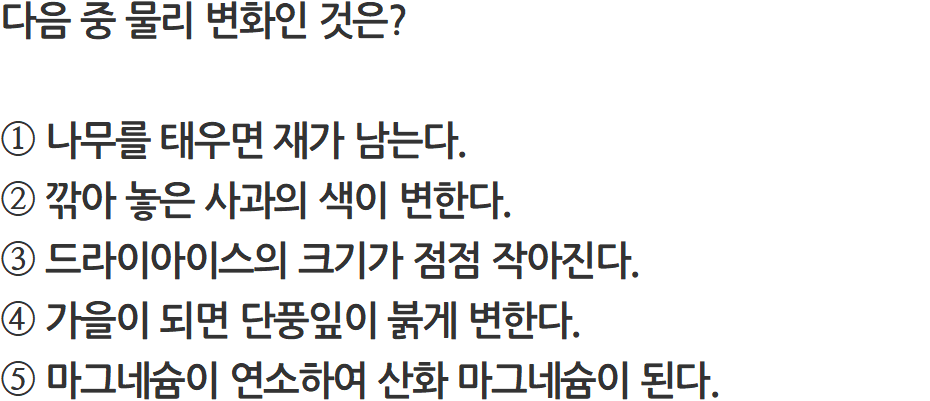 다음 중 물리 변화인 것은?
① 나무를 태우면 재가 남는다.
② 깎아 놓은 사과의 색이 변한다.
③ 드라이아이스의 크기가 점점 작아진다.
④ 가을이 되면 단풍잎이 붉게 변한다.
⑤ 마그네슘이 연소하여 산화 마그네슘이 된다.